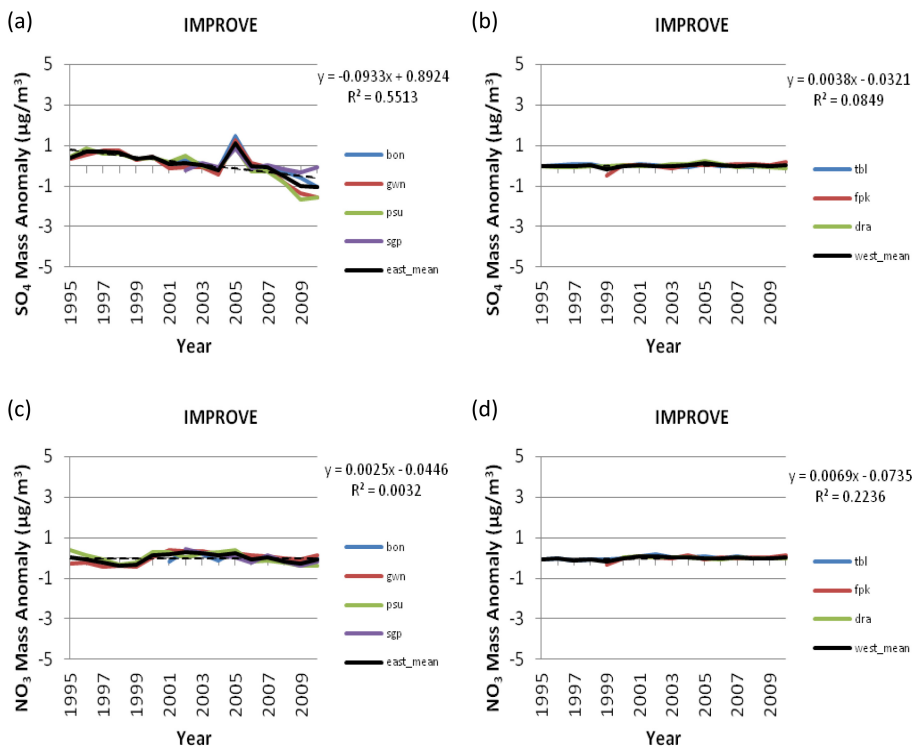 (a)
IMPROVE
SO₄ Mass Anomaly (µg/m³)
5
3
1
-1
-3
-5
y = -0.0933x + 0.8924
R² = 0.5513
bon
gwn
psu
sgp
east_mean
1995
1997
1999
2001
2003
2005
2007
2009
Year
(b)
IMPROVE
SO₄ Mass Anomaly (µg/m³)
5
3
1
-1
-3
-5
y = 0.0038x - 0.0321
R² = 0.0849
tbl
fpk
dra
west_mean
1995
1997
1999
2001
2003
2005
2007
2009
Year
(c)
IMPROVE
NO₃ Mass Anomaly (µg/m³)
5
3
1
-1
-3
-5
y = 0.0025x - 0.0446
R² = 0.0032
bon
gwn
psu
sgp
east_mean
1995
1997
1999
2001
2003
2005
2007
2009
Year
(d)
IMPROVE
NO₃ Mass Anomaly (µg/m³)
5
3
1
-1
-3
-5
y = 0.0069x - 0.0735
R² = 0.2236
tbl
fpk
dra
west_mean
1995
1997
1999
2001
2003
2005
2007
2009
Year